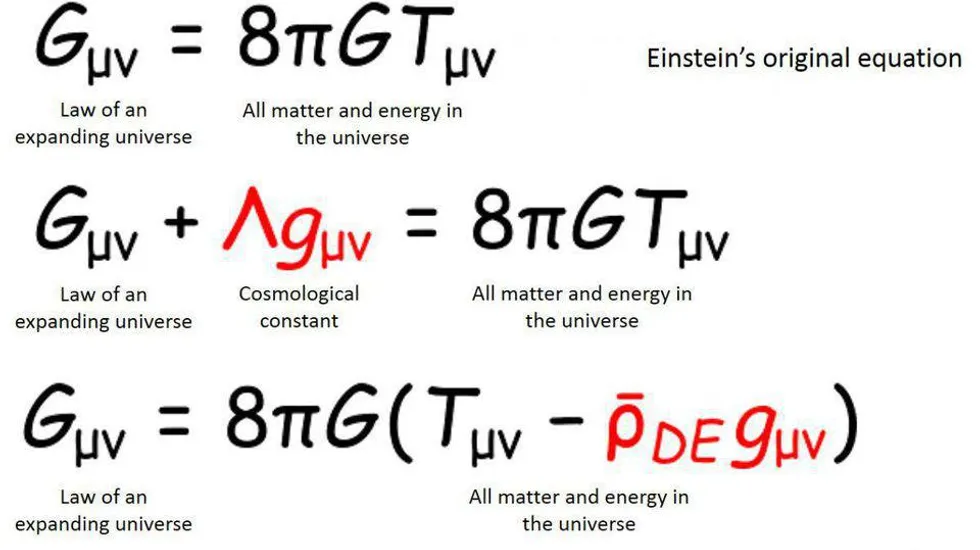 Gμν = 8πGTμν
Einstein's original equation
Law of an
expanding universe
All matter and energy in
the universe
Gμν + Λgμν = 8πGTμν
Law of an
expanding universe
Cosmological
constant
All matter and energy in
the universe
Gμν = 8πG(Tμν - ρ̄DE gμν)
Law of an
expanding universe
All matter and energy in
the universe